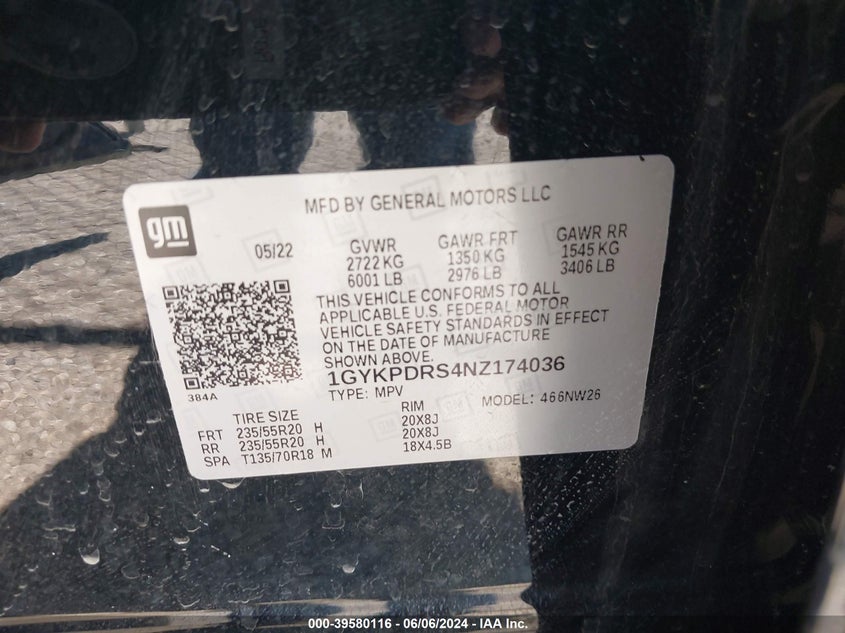 MFD BY GENERAL MOTORS LLC
gm
05/22
GVWR GAWR FRT GAWR RR
2722 KG 1350 KG 1545 KG
6001 LB 2976 LB 3406 LB
THIS VEHICLE CONFORMS TO ALL
APPLICABLE U.S. FEDERAL MOTOR
VEHICLE SAFETY STANDARDS IN EFFECT
ON THE DATE OF MANUFACTURE
SHOWN ABOVE.
1GYKPDRS4NZ174036
384A
TYPE: MPV MODEL: 466NW26
TIRE SIZE RIM
FRT 235/55R20 H 20X8J
RR 235/55R20 H 20X8J
SPA T135/70R18 M 18X4.5B
000-39580116 - 06/06/2024 - IAA Inc.